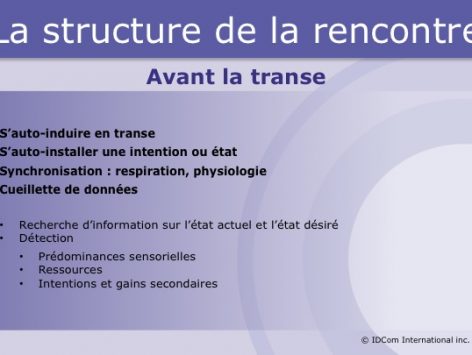 La structure de la rencontre
Avant la transe
S'auto-induire en transe
S'auto-installer une intention ou état
Synchronisation : respiration, physiologie
Cueillette de données
• Recherche d'information sur l'état actuel et l'état désiré
• Détection
• Prédominances sensorielles
• Ressources
• Intentions et gains secondaires
© IDCom International inc.